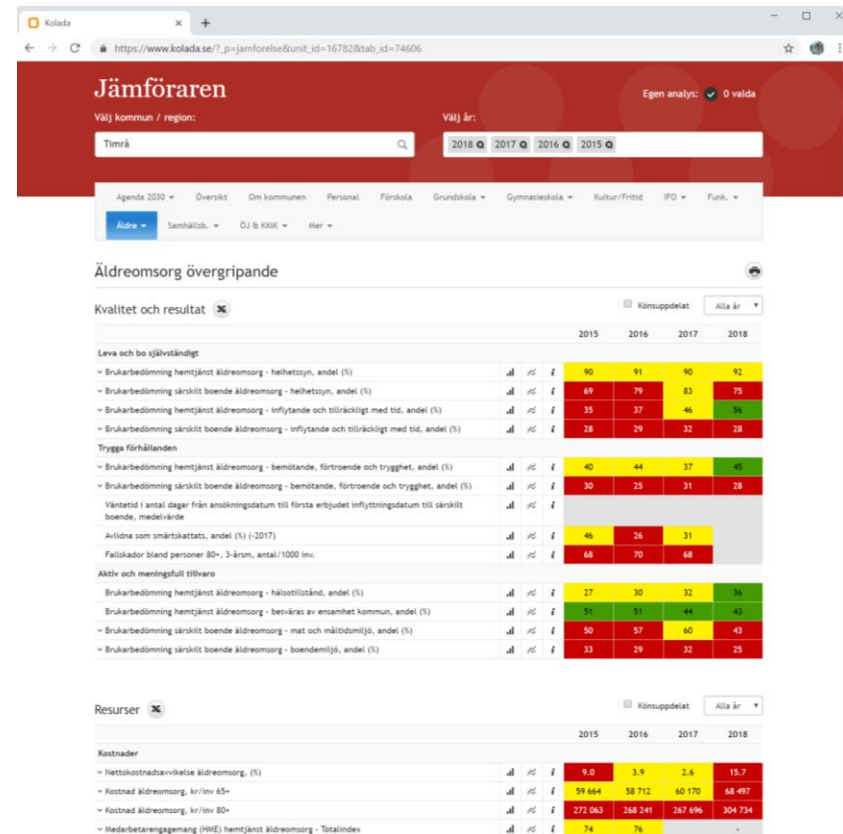 Kolada
https://www.kolada.se/?_p=jamforelse&unit_id=16782&tab_id=74606
Jämföraren
Egen analys: 0 valda
Välj kommun / region: Välj år:
Timrå 2018 2017 2016 2015
Agenda 2030 Översikt Om kommunen Personal Förskola Grundskola Gymnasieskola Kultur/Fritid IFO Funk.
Äldre Samhällsb. ÖJ & KKIK Mer
Äldreomsorg övergripande
Kvalitet och resultat Könsuppdelat Alla år
2015 2016 2017 2018
Leva och bo självständigt
Brukarbedömning hemtjänst äldreomsorg - helhetssyn, andel (%) 90 91 90 92
Brukarbedömning särskilt boende äldreomsorg - helhetssyn, andel (%) 69 79 83 75
Brukarbedömning hemtjänst äldreomsorg - inflytande och tillräckligt med tid, andel (%) 35 37 46 56
Brukarbedömning särskilt boende äldreomsorg - inflytande och tillräckligt med tid, andel (%) 28 29 32 28
Trygga förhållanden
Brukarbedömning hemtjänst äldreomsorg - bemötande, förtroende och trygghet, andel (%) 40 44 37 45
Brukarbedömning särskilt boende äldreomsorg - bemötande, förtroende och trygghet, andel (%) 30 25 31 28
Väntetid i antal dagar från ansökningsdatum till första erbjudet inflyttningsdatum till särskilt
boende, medelvärde
Avlidna som smärtskattats, andel (%) (-2017) 46 26 31
Fallskador bland personer 80+, 3-årsm, antal/1000 inv. 68 70 68
Aktiv och meningsfull tillvaro
Brukarbedömning hemtjänst äldreomsorg - hälsotillstånd, andel (%) 27 30 32 36
Brukarbedömning hemtjänst äldreomsorg - besväras av ensamhet kommun, andel (%) 51 51 44 43
Brukarbedömning särskilt boende äldreomsorg - mat och måltidsmiljö, andel (%) 50 57 60 43
Brukarbedömning särskilt boende äldreomsorg - boendemiljö, andel (%) 33 29 32 25
Resurser Könsuppdelat Alla år
2015 2016 2017 2018
Kostnader
Nettokostnadsavvikelse äldreomsorg, (%) 9.0 3.9 2.6 15.7
Kostnad äldreomsorg, kr/inv 65+ 59 664 58 712 60 170 68 497
Kostnad äldreomsorg, kr/inv 80+ 272 063 268 241 267 696 304 734
Medarbetarengagemang (HME) hemtjänst äldreomsorg - Totalindex 74 76 -